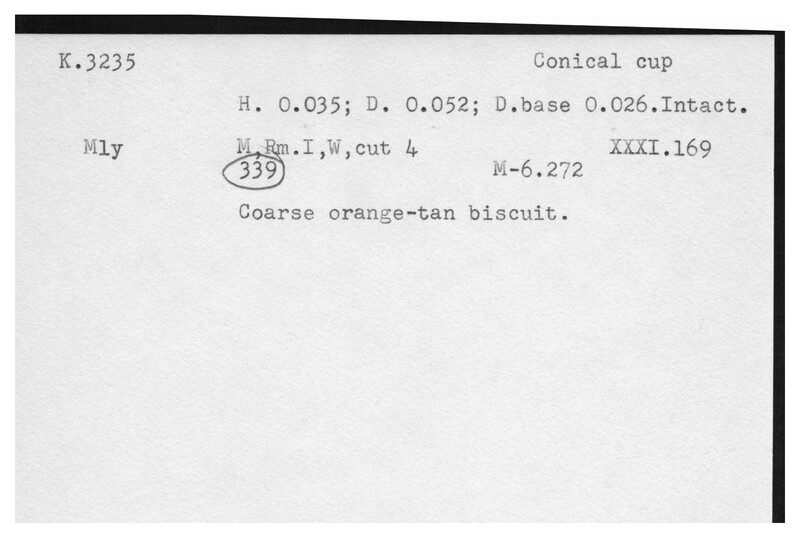 K.3235 Conical cup
H. 0.035; D. 0.052; D.base 0.026.Intact.
Mly M,Rm.I,W,cut 4 XXXI.169
339 M-6.272
Coarse orange-tan biscuit.